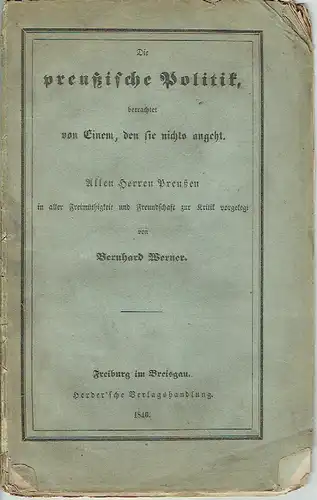 Die
preußische Politik,
betrachtet
von Einem, den sie nichts angeht.
Allen Herren Preußen
in aller Freimüthigkeit und Freundschaft zur Kritik vorgelegt
von
Bernhard Werner.
Freiburg im Breisgau.
Herder'sche Verlagshandlung.
1840.